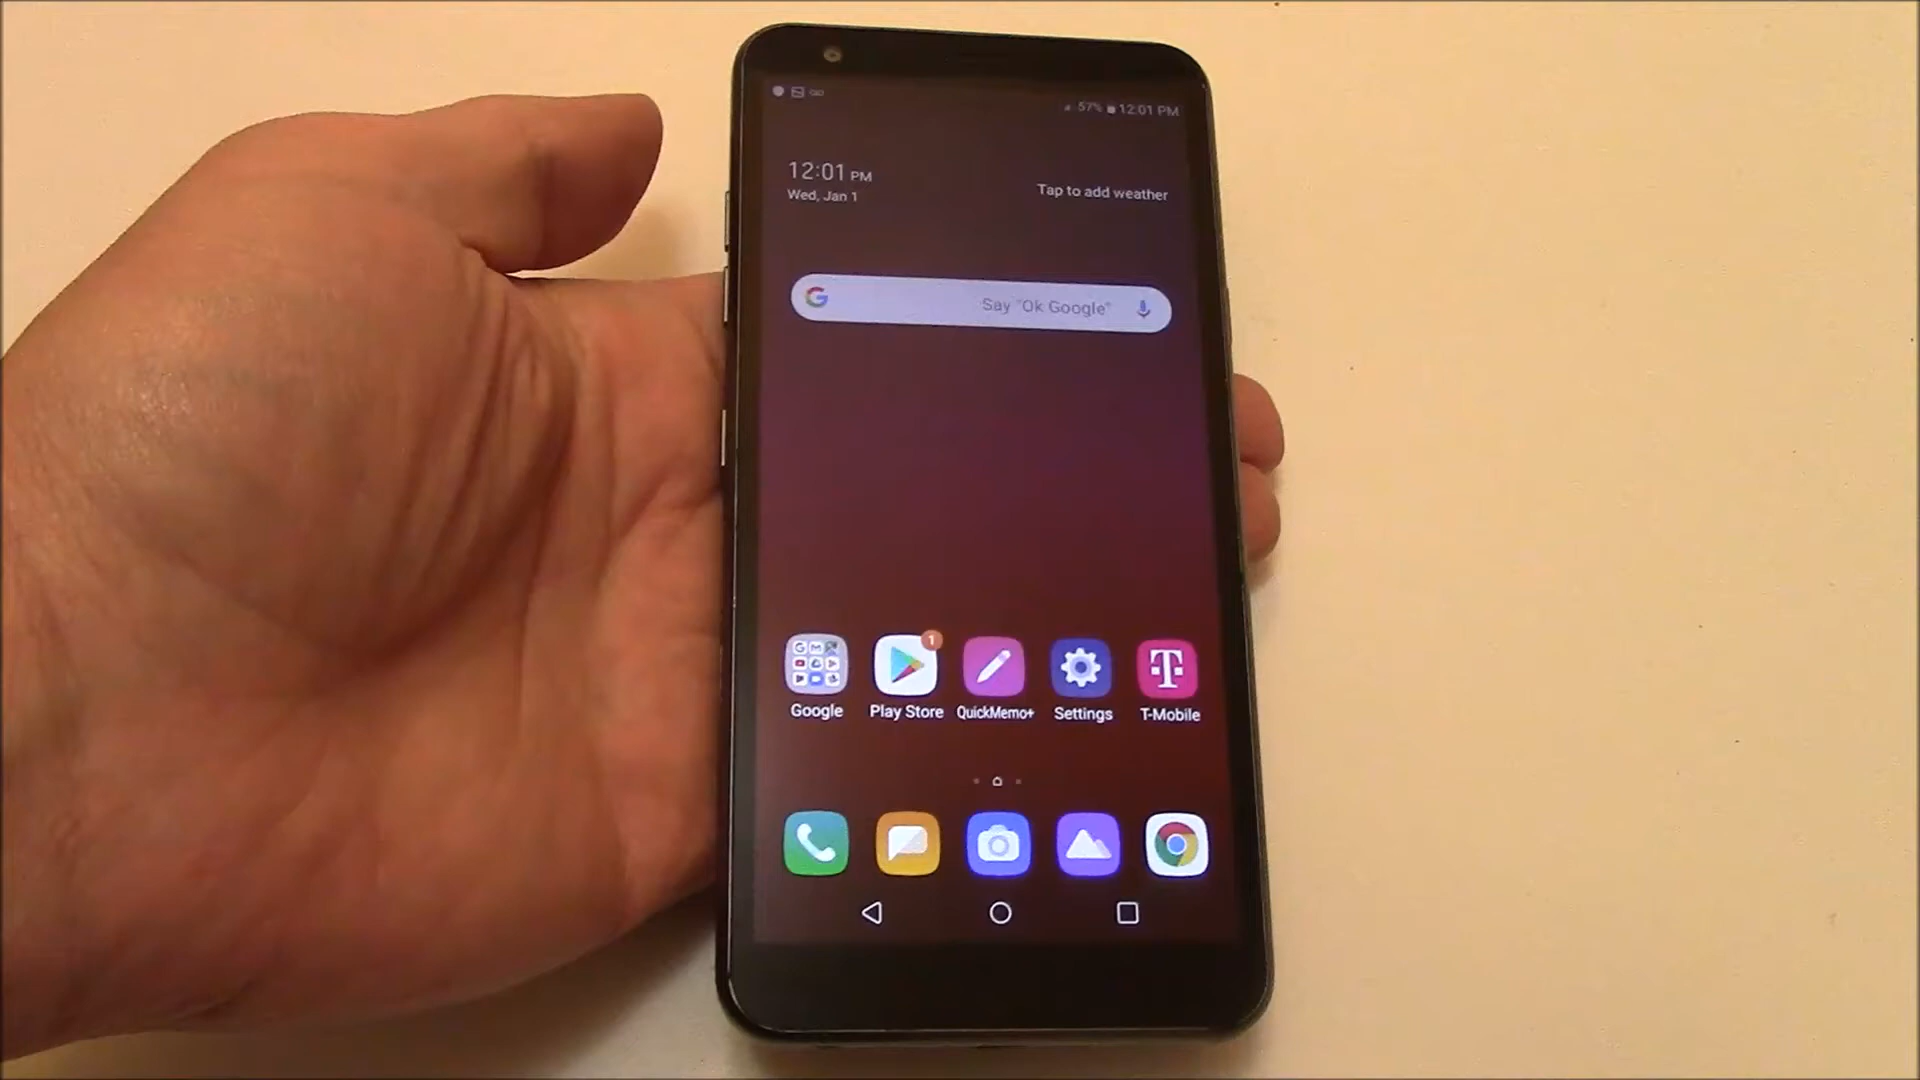 57% 12:01 PM
12:01 PM
Wed, Jan 1
Tap to add weather
Say "Ok Google"
1
Google
Play Store
QuickMemo+
Settings
T-Mobile